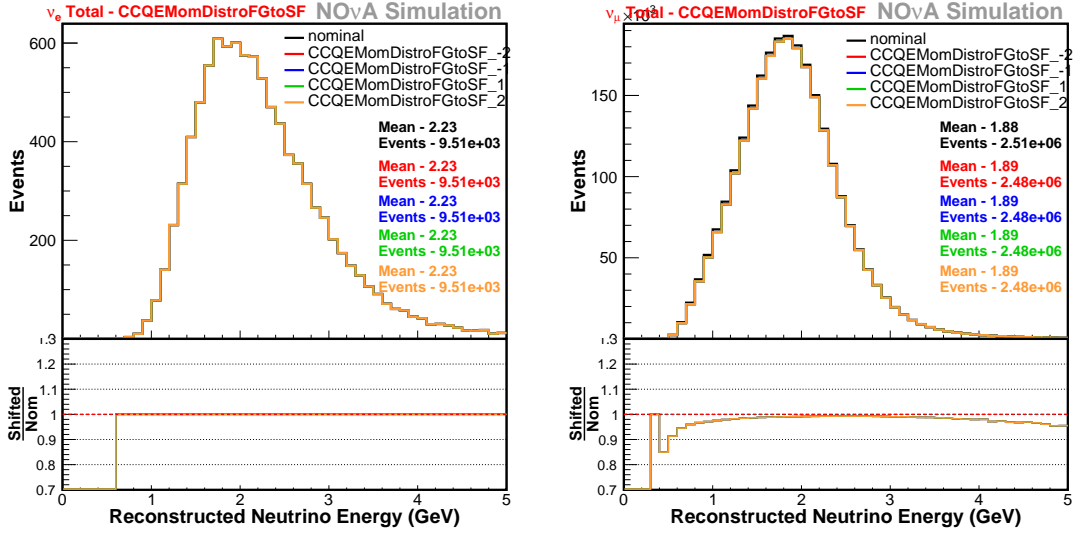 νe Total - CCQEMomDistroFGtoSF NOνA Simulation
nominal
CCQEMomDistroFGtoSF_-2
CCQEMomDistroFGtoSF_-1
CCQEMomDistroFGtoSF_1
CCQEMomDistroFGtoSF_2
Mean - 2.23
Events - 9.51e+03
Mean - 2.23
Events - 9.51e+03
Mean - 2.23
Events - 9.51e+03
Mean - 2.23
Events - 9.51e+03
Mean - 2.23
Events - 9.51e+03
600
400
200
Events
1.3
1.2
1.1
1
0.9
0.8
0.7
Shifted
Nom
0 1 2 3 4 5
Reconstructed Neutrino Energy (GeV)
νμ Total - CCQEMomDistroFGtoSF NOνA Simulation
×10³
nominal
CCQEMomDistroFGtoSF_-2
CCQEMomDistroFGtoSF_-1
CCQEMomDistroFGtoSF_1
CCQEMomDistroFGtoSF_2
Mean - 1.88
Events - 2.51e+06
Mean - 1.89
Events - 2.48e+06
Mean - 1.89
Events - 2.48e+06
Mean - 1.89
Events - 2.48e+06
Mean - 1.89
Events - 2.48e+06
150
100
50
Events
1.3
1.2
1.1
1
0.9
0.8
0.7
Shifted
Nom
0 1 2 3 4 5
Reconstructed Neutrino Energy (GeV)